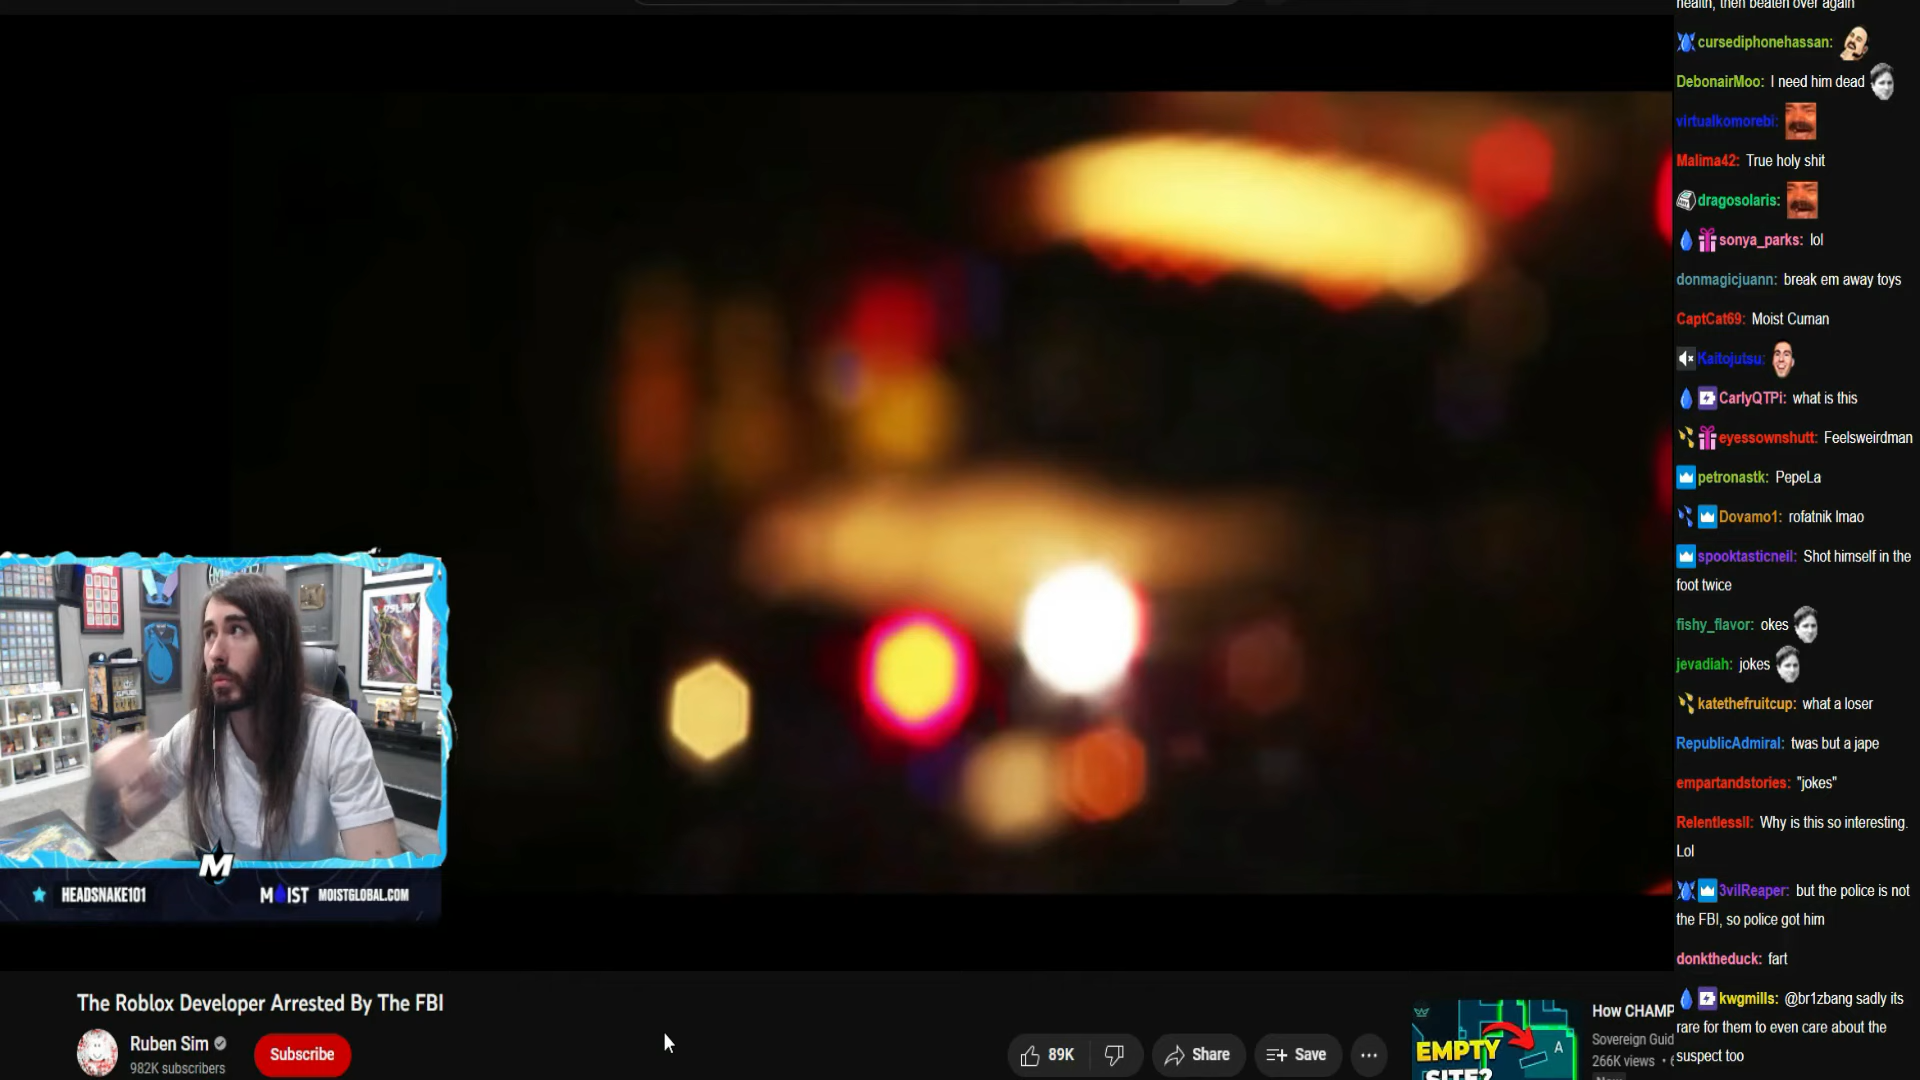 health, then beaten over again
cursediphonehassan:
DebonairMoo: I need him dead
virtualkomorebi:
Malima42: True holy shit
dragosolaris:
sonya_parks: lol
donmagicjuann: break em away toys
CaptCat69: Moist Cuman
Kaitojutsu:
CarlyQTPi: what is this
eyessownshutt: Feelsweirdman
petronastk: PepeLa
Dovamo1: rofatnik lmao
spooktasticneil: Shot himself in the
foot twice
fishy_flavor: okes
jevadiah: jokes
katethefruitcup: what a loser
RepublicAdmiral: twas but a jape
empartandstories: "jokes"
Relentlessll: Why is this so interesting.
Lol
3vilReaper: but the police is not
the FBI, so police got him
donktheduck: fart
kwgmills: @br1zbang sadly its
rare for them to even care about the
suspect too
M
HEADSNAKE101
MOIST MOISTGLOBAL.COM
The Roblox Developer Arrested By The FBI
Ruben Sim
982K subscribers
Subscribe
89K
Share
Save
EMPTY
SITE?
A
How CHAMP
Sovereign Guid
266K views • 6